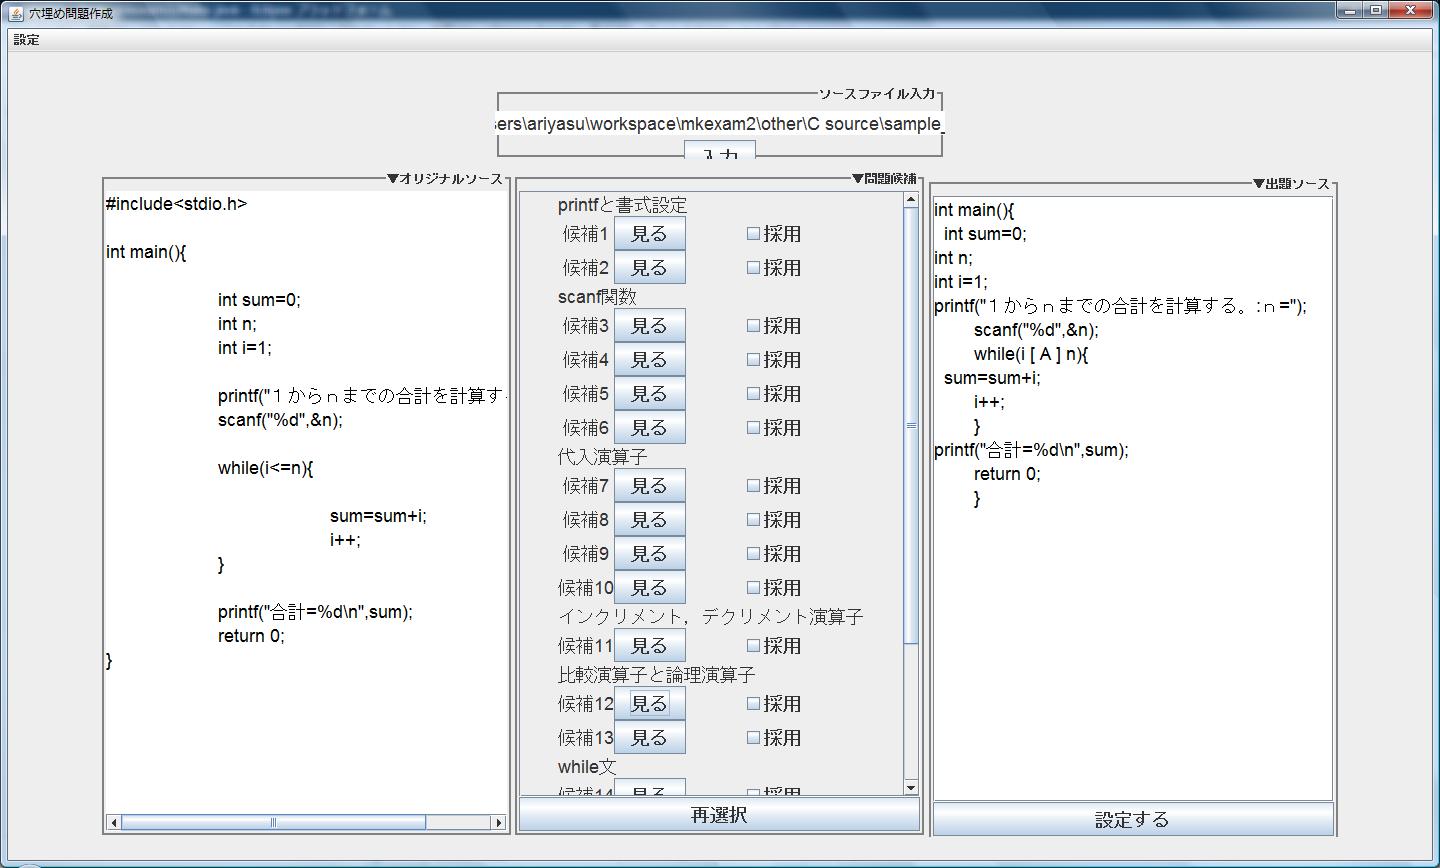 穴埋め問題作成
設定
ソースファイル入力
sers\ariyasu\workspace\mkexam2\other\C source\sample_
入力
▼オリジナルソース
#include<stdio.h>
int main(){
int sum=0;
int n;
int i=1;
printf("１からｎまでの合計を計算す
scanf("%d",&n);
while(i<=n){
sum=sum+i;
i++;
}
printf("合計=%d\n",sum);
return 0;
}
▼問題候補
printfと書式設定
候補1 見る 採用
候補2 見る 採用
scanf関数
候補3 見る 採用
候補4 見る 採用
候補5 見る 採用
候補6 見る 採用
代入演算子
候補7 見る 採用
候補8 見る 採用
候補9 見る 採用
候補10 見る 採用
インクリメント，デクリメント演算子
候補11 見る 採用
比較演算子と論理演算子
候補12 見る 採用
候補13 見る 採用
while文
候補14 見る 採用
再選択
▼出題ソース
int main(){
int sum=0;
int n;
int i=1;
printf("１からｎまでの合計を計算する。:ｎ=");
scanf("%d",&n);
while(i [ A ] n){
sum=sum+i;
i++;
}
printf("合計=%d\n",sum);
return 0;
}
設定する